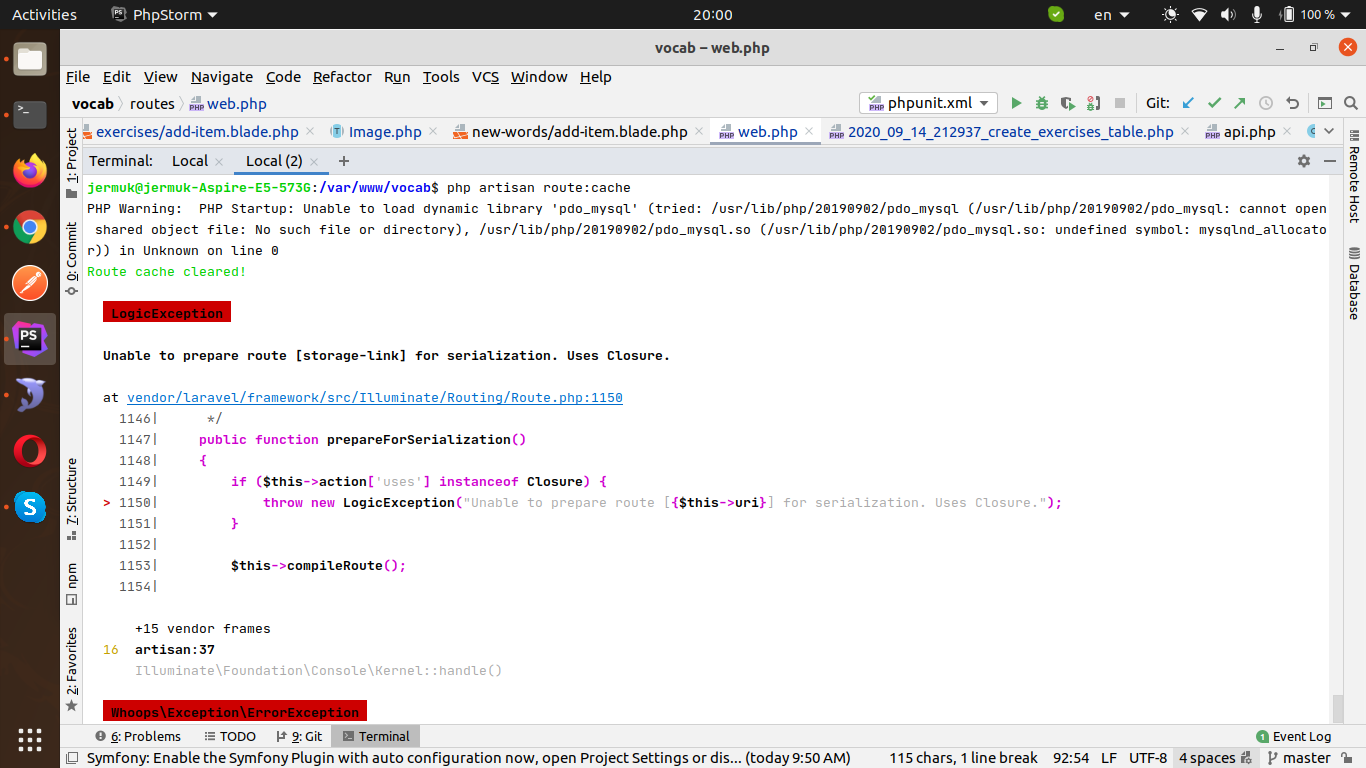 Activities
PhpStorm
20:00
en
100 %
vocab – web.php
File Edit View Navigate Code Refactor Run Tools VCS Window Help
vocab routes web.php
phpunit.xml
Git:
exercises/add-item.blade.php
Image.php
new-words/add-item.blade.php
web.php
2020_09_14_212937_create_exercises_table.php
api.php
Terminal: Local Local (2)
jermuk@jermuk-Aspire-E5-573G:/var/www/vocab$ php artisan route:cache
PHP Warning:  PHP Startup: Unable to load dynamic library 'pdo_mysql' (tried: /usr/lib/php/20190902/pdo_mysql (/usr/lib/php/20190902/pdo_mysql: cannot open
 shared object file: No such file or directory), /usr/lib/php/20190902/pdo_mysql.so (/usr/lib/php/20190902/pdo_mysql.so: undefined symbol: mysqlnd_allocato
r)) in Unknown on line 0
Route cache cleared!
LogicException
Unable to prepare route [storage-link] for serialization. Uses Closure.
at vendor/laravel/framework/src/Illuminate/Routing/Route.php:1150
1146|      */
1147|     public function prepareForSerialization()
1148|     {
1149|         if ($this->action['uses'] instanceof Closure) {
> 1150|             throw new LogicException("Unable to prepare route [{$this->uri}] for serialization. Uses Closure.");
1151|         }
1152|
1153|         $this->compileRoute();
1154|
+15 vendor frames
16  artisan:37
Illuminate\Foundation\Console\Kernel::handle()
Whoops\Exception\ErrorException
1: Project
0: Commit
7: Structure
npm
2: Favorites
Remote Host
Database
PS
S
6: Problems
TODO
9: Git
Terminal
1 Event Log
Symfony: Enable the Symfony Plugin with auto configuration now, open Project Settings or dis... (today 9:50 AM)
115 chars, 1 line break
92:54
LF
UTF-8
4 spaces
master